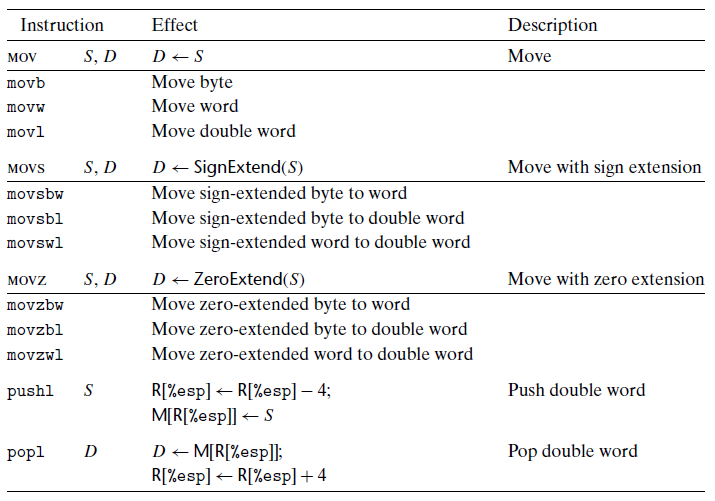 Instruction Effect Description
MOV S, D D ← S Move
movb Move byte
movw Move word
movl Move double word
MOVS S, D D ← SignExtend(S) Move with sign extension
movsbw Move sign-extended byte to word
movsbl Move sign-extended byte to double word
movswl Move sign-extended word to double word
MOVZ S, D D ← ZeroExtend(S) Move with zero extension
movzbw Move zero-extended byte to word
movzbl Move zero-extended byte to double word
movzwl Move zero-extended word to double word
pushl S R[%esp] ← R[%esp] − 4; Push double word
M[R[%esp]] ← S
popl D D ← M[R[%esp]]; Pop double word
R[%esp] ← R[%esp] + 4